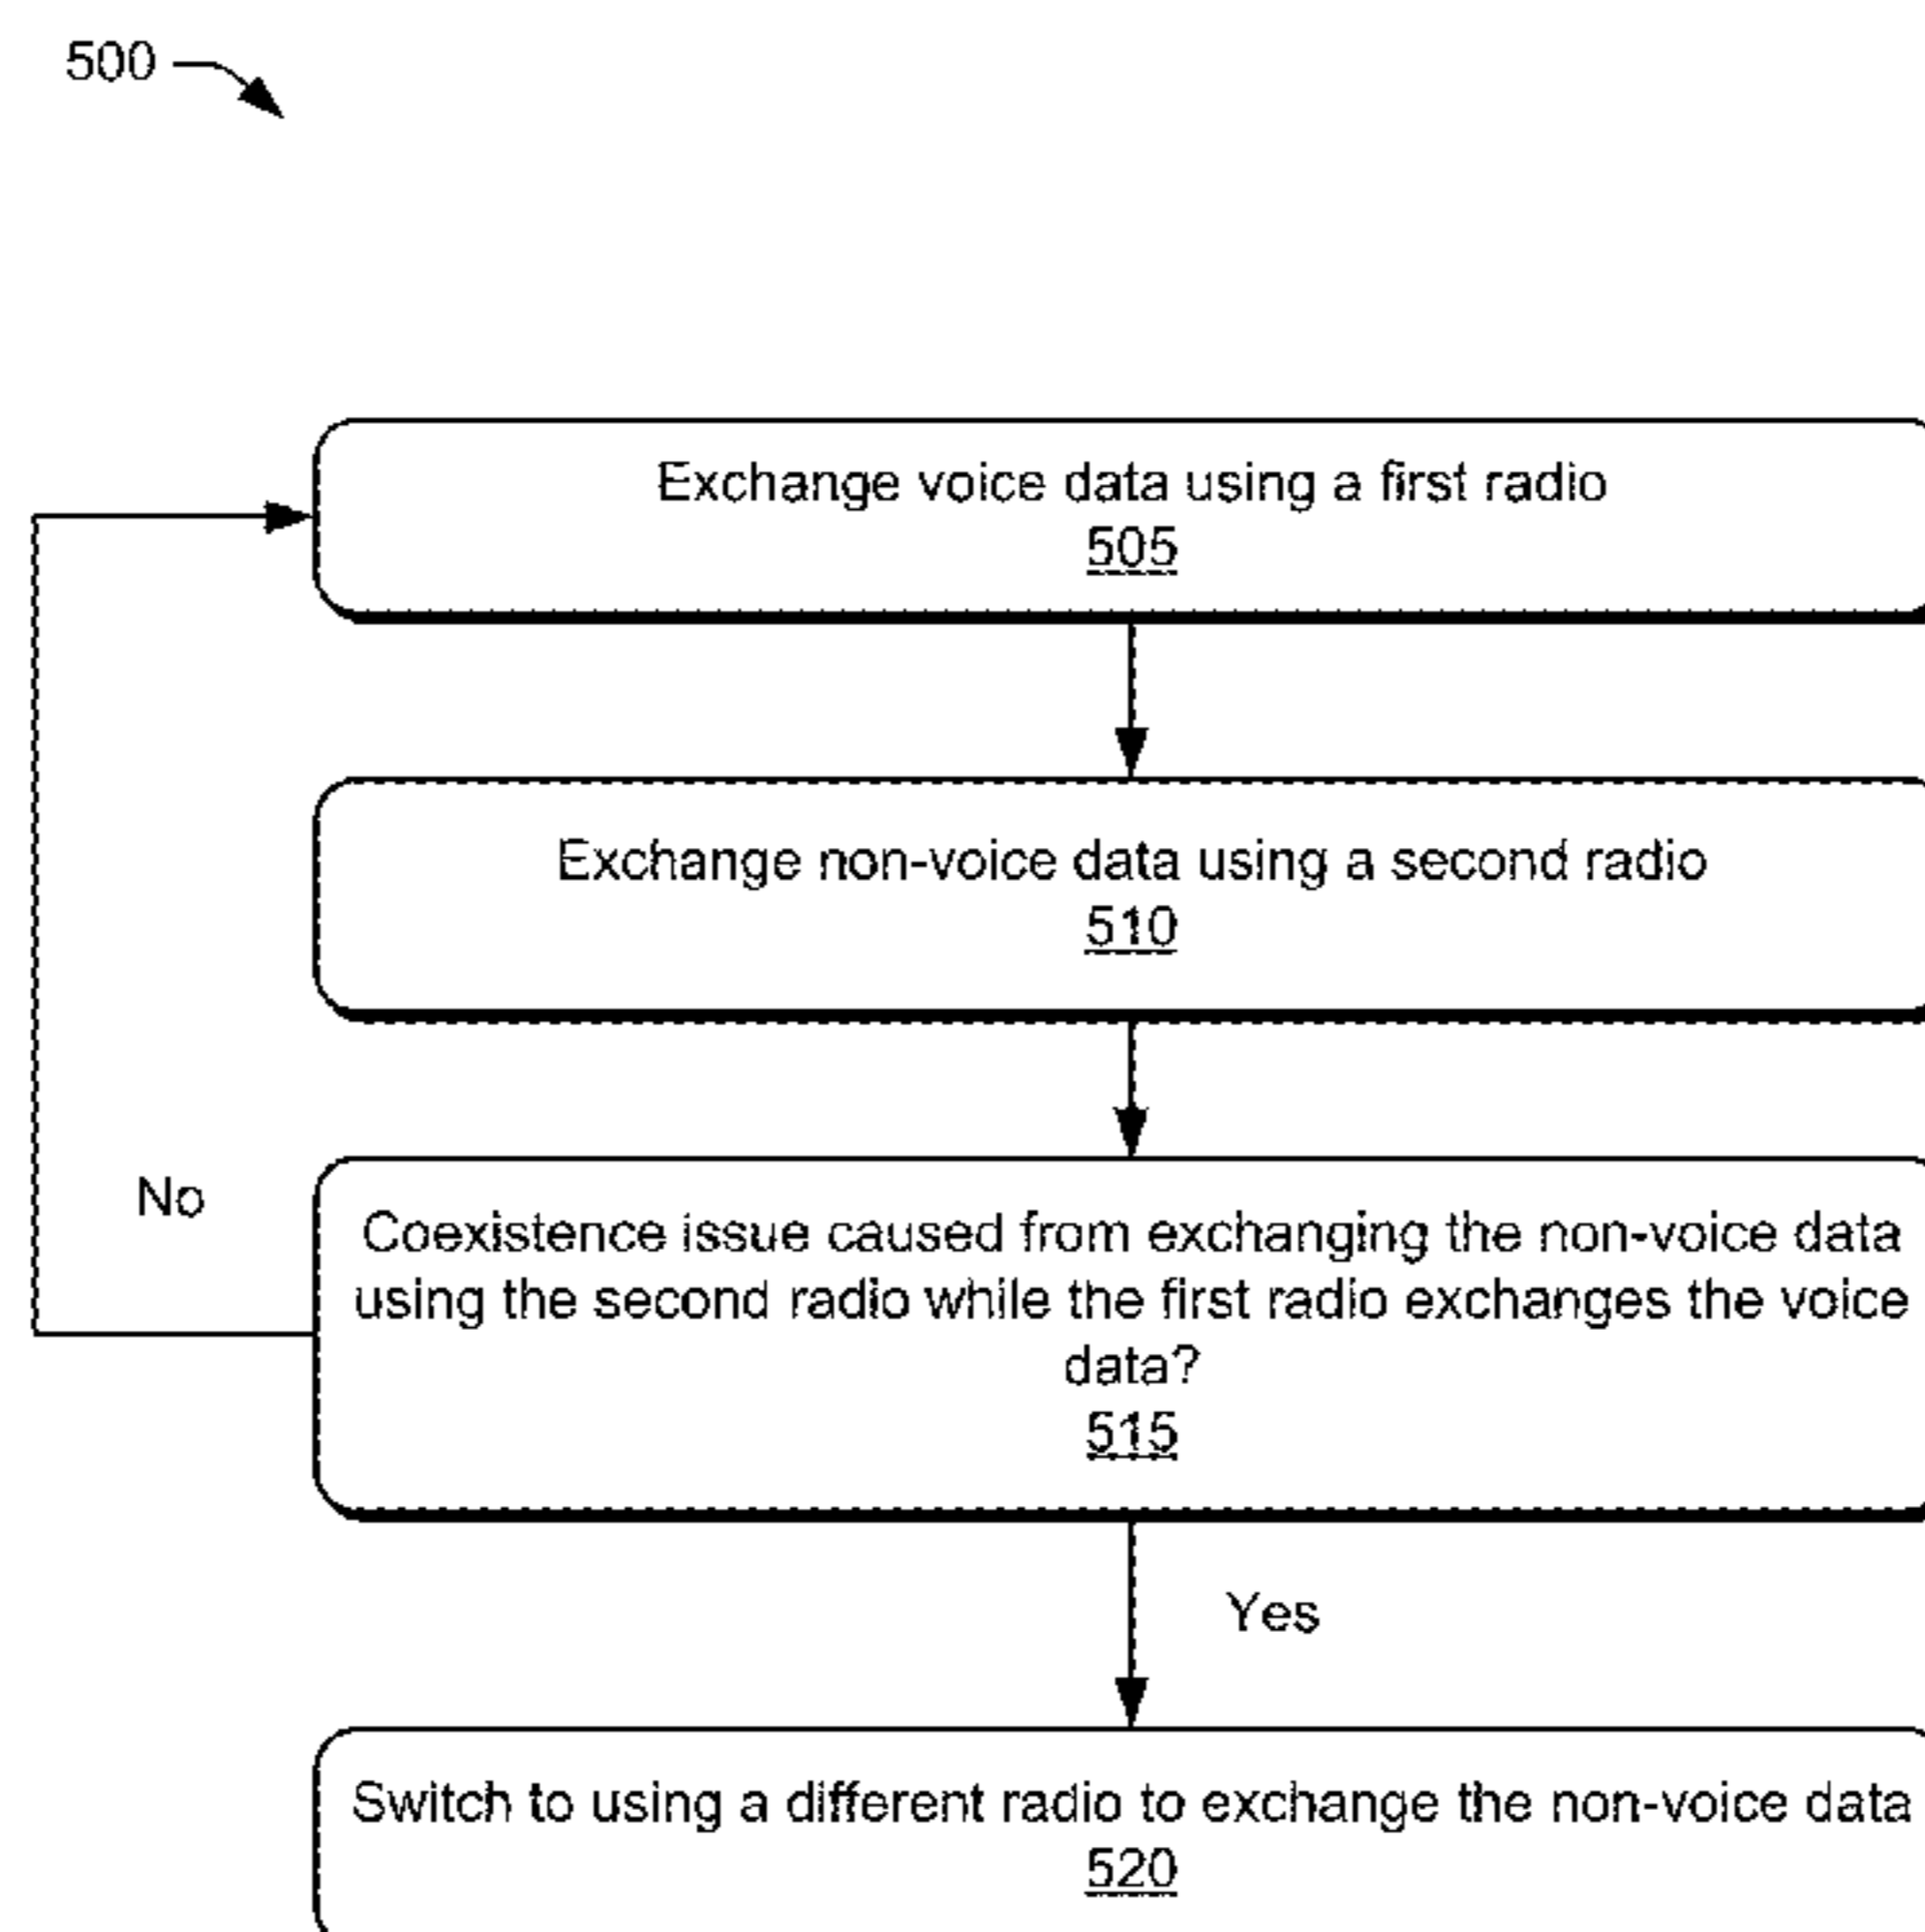 500
Exchange voice data using a first radio
505
Exchange non-voice data using a second radio
510
No
Coexistence issue caused from exchanging the non-voice data
using the second radio while the first radio exchanges the voice
data?
515
Yes
Switch to using a different radio to exchange the non-voice data
520